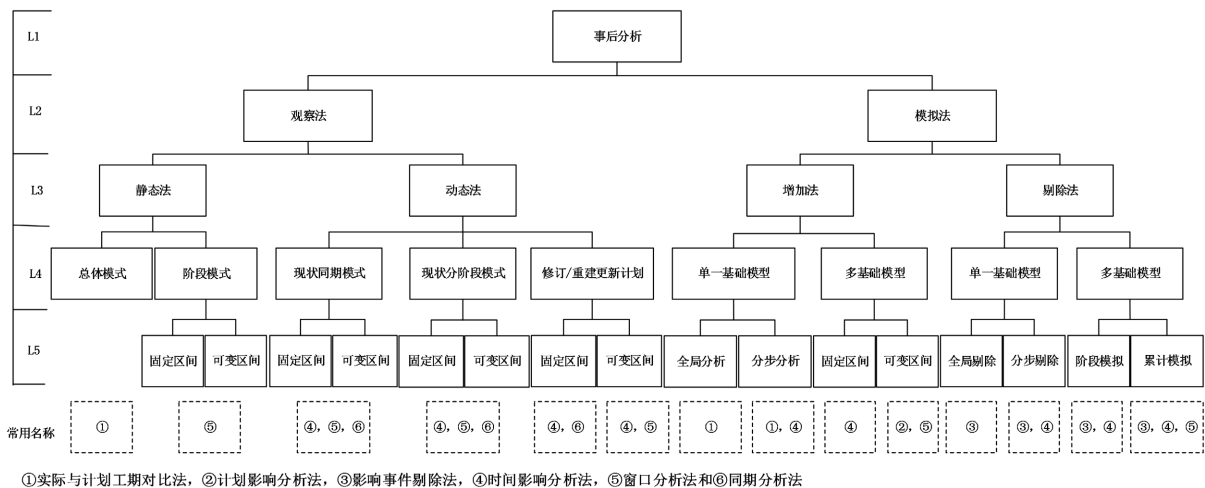 L1
事后分析
L2
观察法
模拟法
L3
静态法
动态法
增加法
剔除法
L4
总体模式
阶段模式
现状同期模式
现状分阶段模式
修订/重建更新计划
单一基础模型
多基础模型
单一基础模型
多基础模型
L5
固定区间
可变区间
固定区间
可变区间
固定区间
可变区间
固定区间
可变区间
全局分析
分步分析
固定区间
可变区间
全局剔除
分步剔除
阶段模拟
累计模拟
常用名称
①
⑤
④, ⑤, ⑥
④, ⑤, ⑥
④, ⑥
④, ⑤
①
①, ④
④
②, ⑤
③
③, ④
③, ④
③, ④, ⑤
①实际与计划工期对比法，②计划影响分析法，③影响事件剔除法，④时间影响分析法，⑤窗口分析法和⑥同期分析法